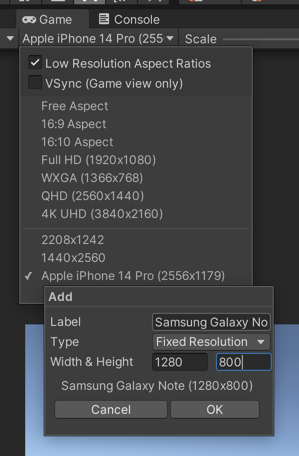 Game Console
Apple iPhone 14 Pro (255 Scale
Low Resolution Aspect Ratios
VSync (Game view only)
Free Aspect
16:9 Aspect
16:10 Aspect
Full HD (1920x1080)
WXGA (1366x768)
QHD (2560x1440)
4K UHD (3840x2160)
2208x1242
1440x2560
Apple iPhone 14 Pro (2556x1179)
Add
Label Samsung Galaxy No
Type Fixed Resolution
Width & Height 1280 800
Samsung Galaxy Note (1280x800)
Cancel OK